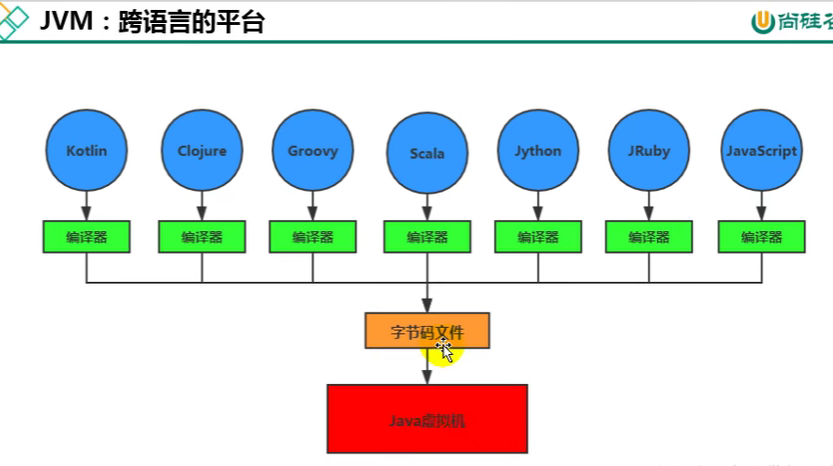 JVM：跨语言的平台
尚硅谷
Kotlin
Clojure
Groovy
Scala
Jython
JRuby
JavaScript
编译器
编译器
编译器
编译器
编译器
编译器
编译器
字节码文件
Java虚拟机